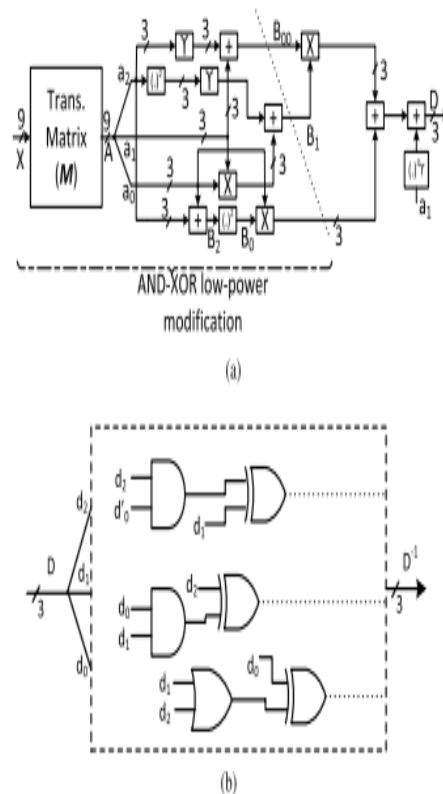 Trans.
Matrix
(M)
9
X
9
A
a₂
a₁
a₀
3
Y
3
+
B₀₀
X
3
(.)²
3
Y
3
3
+
B₁
3
3
X
3
+
B₂
(.)²
B₀
X
3
3
+
+
D
3
a₁
AND-XOR low-power
modification
(a)
D
3
d₂
d₁
d₀
d₂
d'₀
d₁
d₀
d₁
d₂
d₁
d₂
d₀
D⁻¹
3
(b)